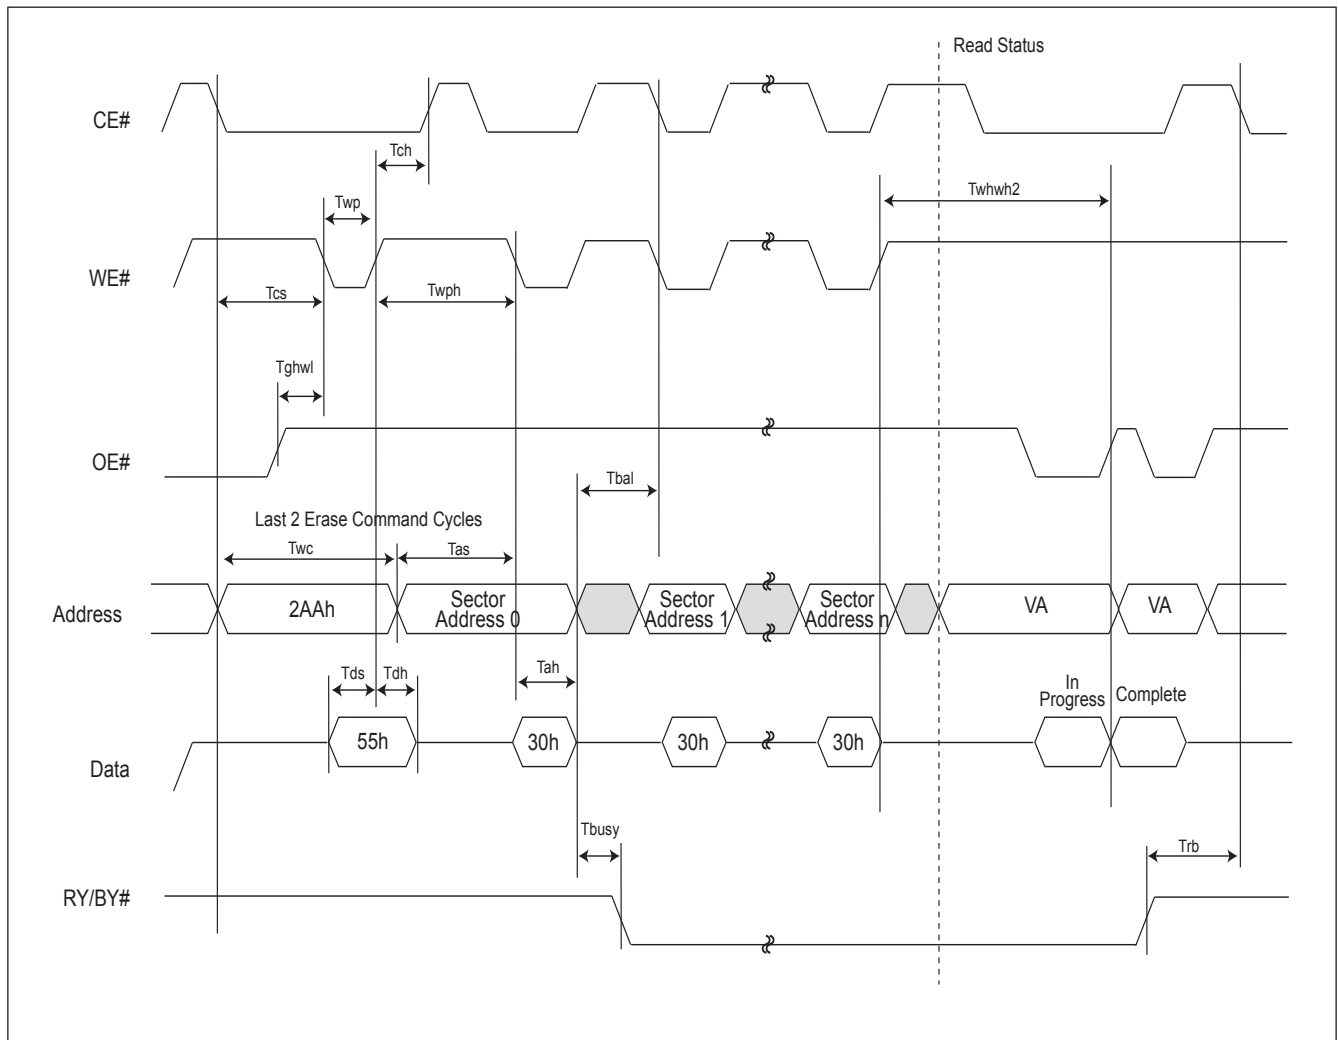 Read Status
CE#
Tch
Twhwh2
Twp
WE#
Tcs
Twph
Tghwl
OE#
Tbal
Last 2 Erase Command Cycles
Twc
Tas
Address
2AAh
Sector
Address 0
Sector
Address 1
Sector
Address n
VA
VA
Tds
Tdh
Tah
In
Progress
Complete
55h
30h
30h
30h
Data
Tbusy
Trb
RY/BY#